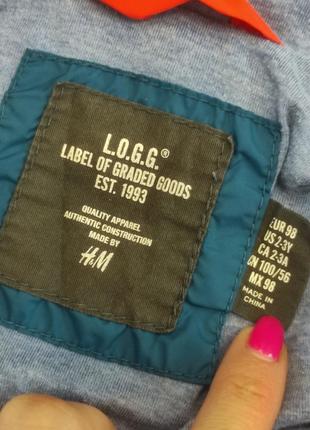 L.O.G.G.®
LABEL OF GRADED GOODS
EST. 1993
QUALITY APPAREL
AUTHENTIC CONSTRUCTION
MADE BY
H&M
EUR 98
US 2-3Y
CA 2-3A
CN 100/56
MX 98
MADE IN
CHINA